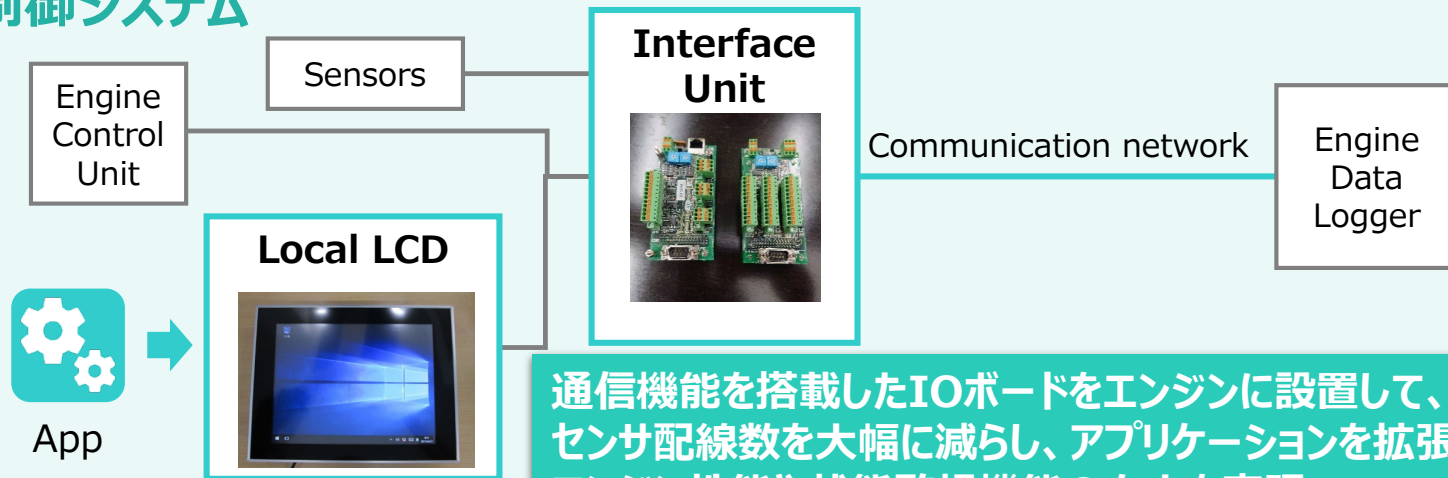 制御システム
Engine
Control
Unit
Sensors
Interface
Unit
Communication network
Engine
Data
Logger
Local LCD
App
通信機能を搭載したIOボードをエンジンに設置して、
センサ配線数を大幅に減らし、アプリケーションを拡張